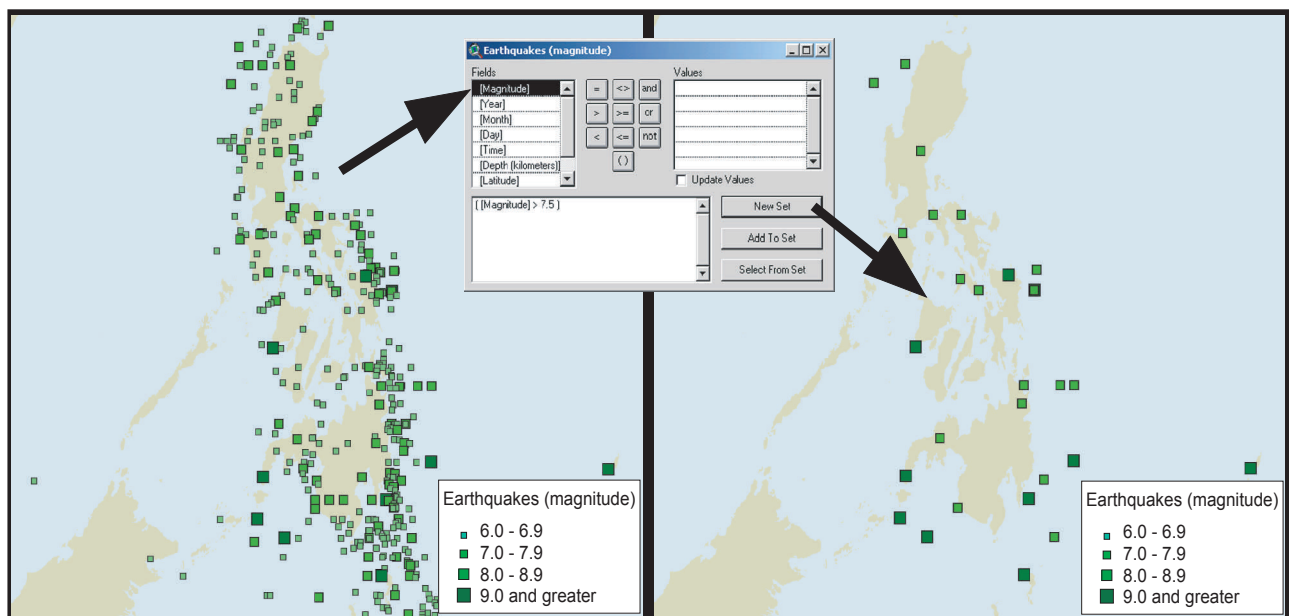 Earthquakes (magnitude)
Fields
Values
[Magnitude]
[Year]
[Month]
[Day]
[Time]
[Depth (kilometers)]
[Latitude]
= <> and
> >= or
< <= not
( )
Update Values
( [Magnitude] > 7.5 )
New Set
Add To Set
Select From Set
Earthquakes (magnitude)
6.0 - 6.9
7.0 - 7.9
8.0 - 8.9
9.0 and greater
Earthquakes (magnitude)
6.0 - 6.9
7.0 - 7.9
8.0 - 8.9
9.0 and greater